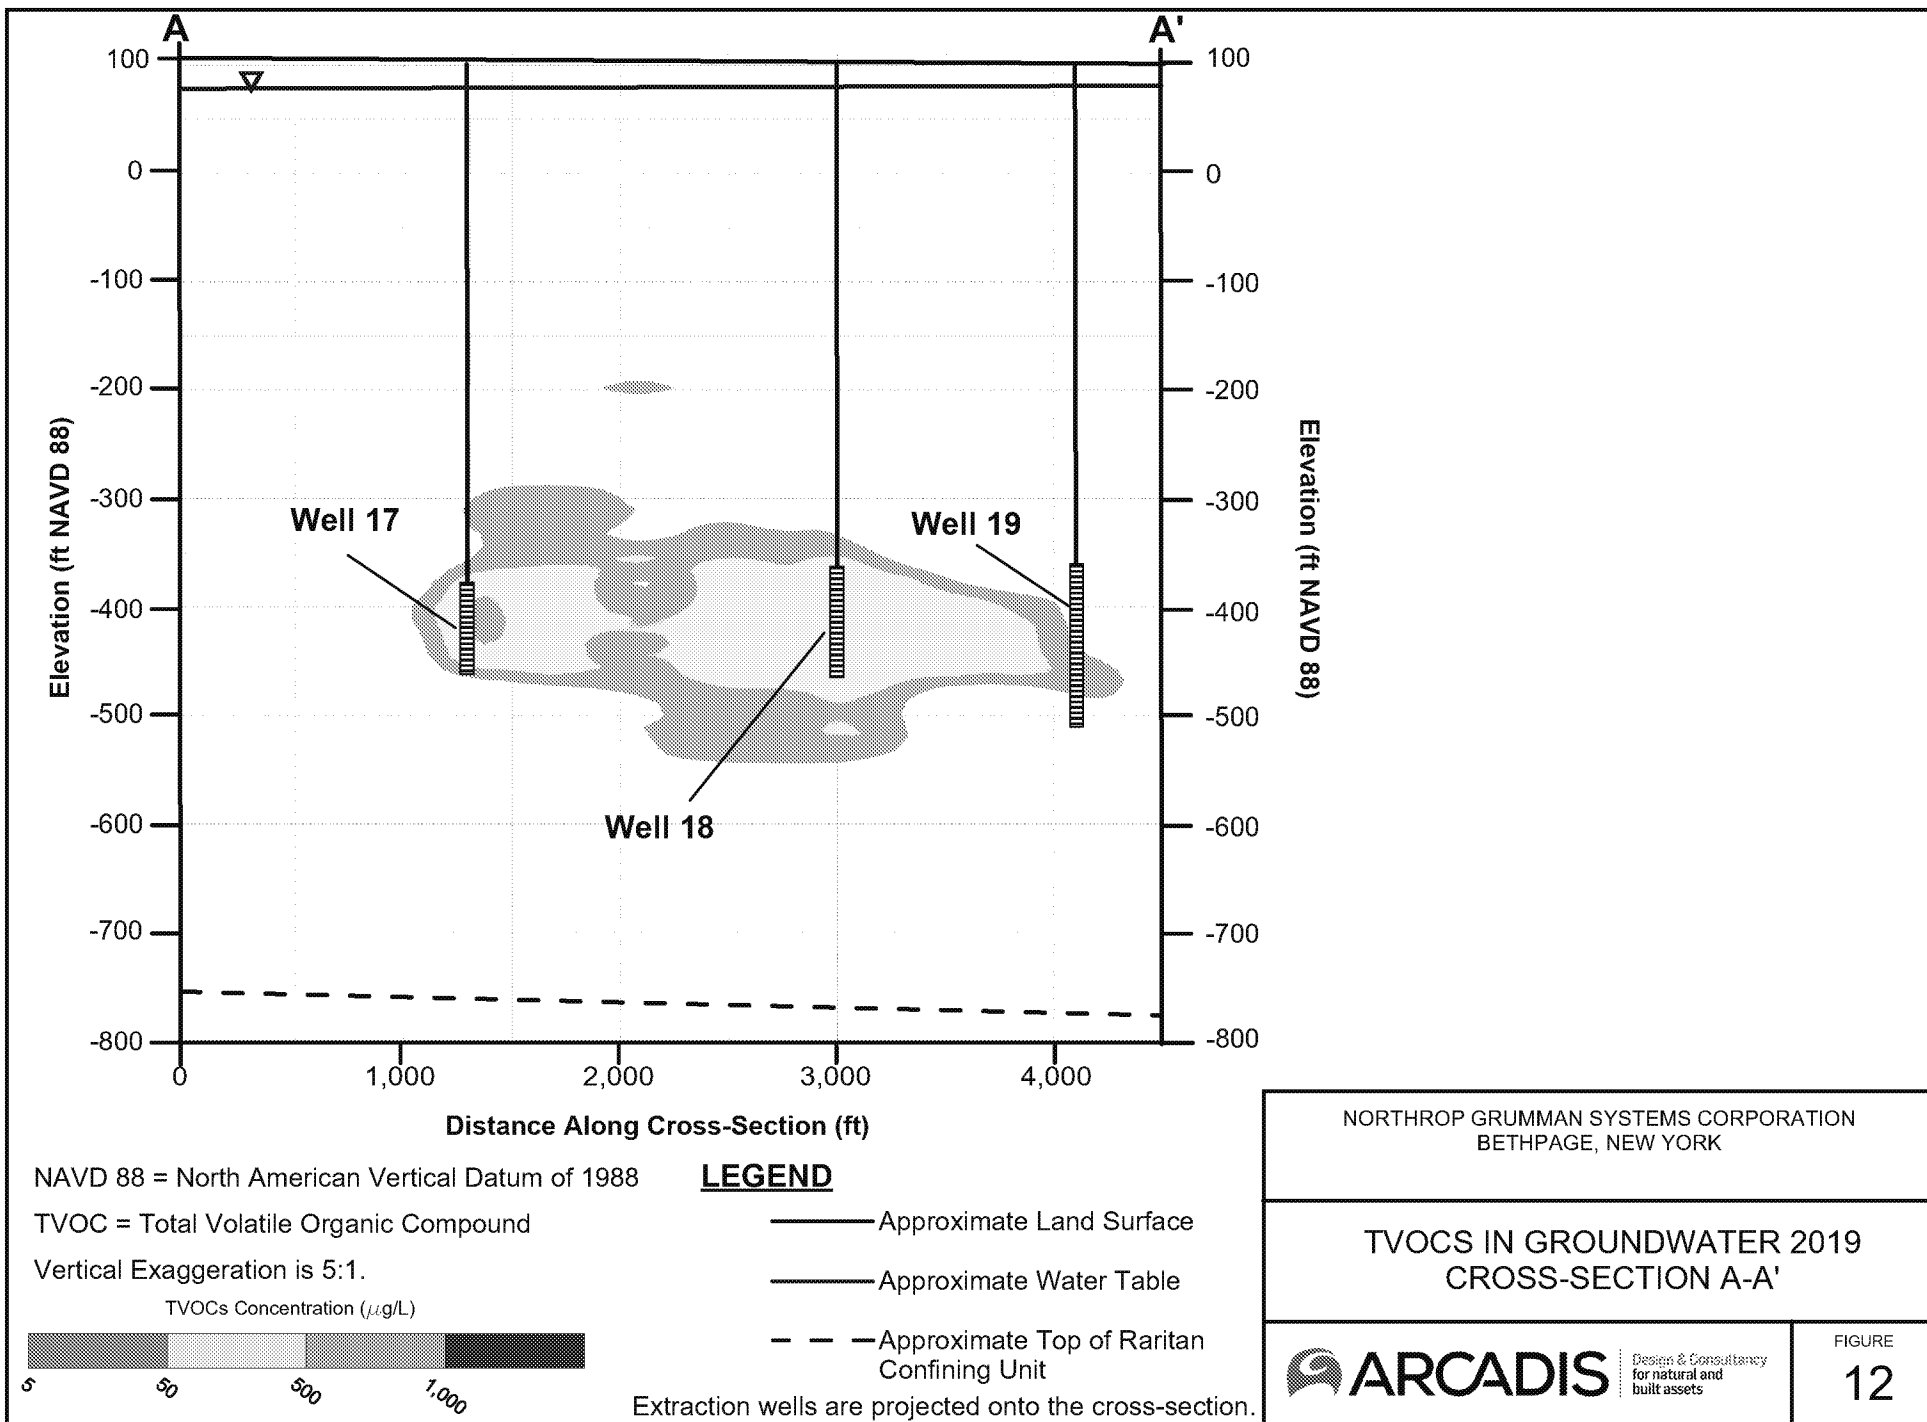 A
A'
100
0
-100
-200
-300
-400
-500
-600
-700
-800
Elevation (ft NAVD 88)
Well 17
Well 18
Well 19
100
0
-100
-200
-300
-400
-500
-600
-700
-800
Elevation (ft NAVD 88)
0
1,000
2,000
3,000
4,000
Distance Along Cross-Section (ft)
NAVD 88 = North American Vertical Datum of 1988
TVOC = Total Volatile Organic Compound
Vertical Exaggeration is 5:1.
TVOCs Concentration (µg/L)
5
50
500
1,000
LEGEND
Approximate Land Surface
Approximate Water Table
Approximate Top of Raritan
Confining Unit
Extraction wells are projected onto the cross-section.
NORTHROP GRUMMAN SYSTEMS CORPORATION
BETHPAGE, NEW YORK
TVOCS IN GROUNDWATER 2019
CROSS-SECTION A-A'
ARCADIS
Design & Consultancy
for natural and
built assets
FIGURE
12